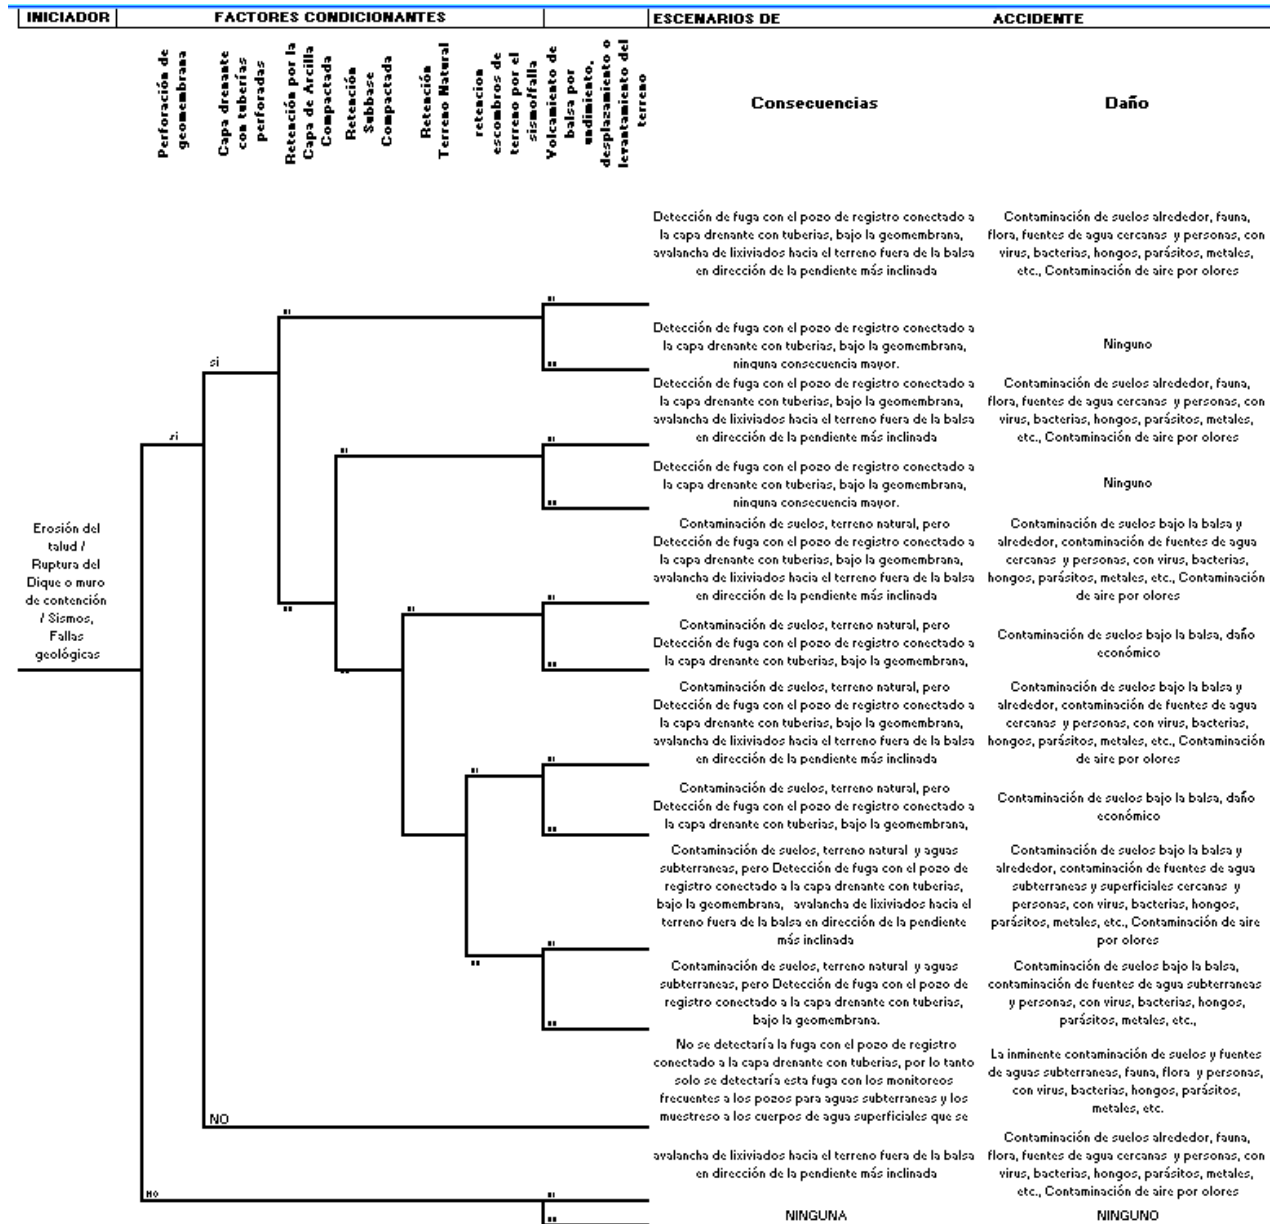 INICIADOR
FACTORES CONDICIONANTES
ESCENARIOS DE
ACCIDENTE
Perforación de
geomembrana
Capa drenante
con tuberías
perforadas
Retención por la
Capa de Arcilla
Compactada
Retención
Subbase
Compactada
Retención
Terreno Natural
retencion
escombros de
terreno por el
sismo/falla
Volcamiento de
balsa por
undimiento,
desplazamiento o
levantamiento del
terreno
Consecuencias
Daño
Detección de fuga con el pozo de registro conectado a
la capa drenante con tuberias, bajo la geomembrana,
avalancha de lixiviados hacia el terreno fuera de la balsa
en dirección de la pendiente más inclinada
Contaminación de suelos alrededor, fauna,
flora, fuentes de agua cercanas y personas, con
virus, bacterias, hongos, parásitos, metales,
etc., Contaminación de aire por olores
Detección de fuga con el pozo de registro conectado a
la capa drenante con tuberias, bajo la geomembrana,
ninguna consecuencia mayor.
Ninguno
si
Detección de fuga con el pozo de registro conectado a
la capa drenante con tuberias, bajo la geomembrana,
avalancha de lixiviados hacia el terreno fuera de la balsa
en dirección de la pendiente más inclinada
Contaminación de suelos alrededor, fauna,
flora, fuentes de agua cercanas y personas, con
virus, bacterias, hongos, parásitos, metales,
etc., Contaminación de aire por olores
si
Detección de fuga con el pozo de registro conectado a
la capa drenante con tuberias, bajo la geomembrana,
ninguna consecuencia mayor.
Ninguno
Erosión del
talud /
Ruptura del
Dique o muro
de contención
/ Sismos,
Fallas
geológicas
Contaminación de suelos, terreno natural, pero
Detección de fuga con el pozo de registro conectado a
la capa drenante con tuberias, bajo la geomembrana,
avalancha de lixiviados hacia el terreno fuera de la balsa
en dirección de la pendiente más inclinada
Contaminación de suelos bajo la balsa y
alrededor, contaminación de fuentes de agua
cercanas y personas, con virus, bacterias,
hongos, parásitos, metales, etc., Contaminación
de aire por olores
Contaminación de suelos, terreno natural, pero
Detección de fuga con el pozo de registro conectado a
la capa drenante con tuberias, bajo la geomembrana,
Contaminación de suelos bajo la balsa, daño
económico
Contaminación de suelos, terreno natural, pero
Detección de fuga con el pozo de registro conectado a
la capa drenante con tuberias, bajo la geomembrana,
avalancha de lixiviados hacia el terreno fuera de la balsa
en dirección de la pendiente más inclinada
Contaminación de suelos bajo la balsa y
alrededor, contaminación de fuentes de agua
cercanas y personas, con virus, bacterias,
hongos, parásitos, metales, etc., Contaminación
de aire por olores
Contaminación de suelos, terreno natural, pero
Detección de fuga con el pozo de registro conectado a
la capa drenante con tuberias, bajo la geomembrana,
Contaminación de suelos bajo la balsa, daño
económico
Contaminación de suelos, terreno natural y aguas
subterraneas, pero Detección de fuga con el pozo de
registro conectado a la capa drenante con tuberias,
bajo la geomembrana, avalancha de lixiviados hacia el
terreno fuera de la balsa en dirección de la pendiente
más inclinada
Contaminación de suelos bajo la balsa y
alrededor, contaminación de fuentes de agua
subterraneas y superficiales cercanas y
personas, con virus, bacterias, hongos,
parásitos, metales, etc., Contaminación de aire
por olores
Contaminación de suelos, terreno natural y aguas
subterraneas, pero Detección de fuga con el pozo de
registro conectado a la capa drenante con tuberias,
bajo la geomembrana.
Contaminación de suelos bajo la balsa,
contaminación de fuentes de agua subterraneas
y personas, con virus, bacterias, hongos,
parásitos, metales, etc.,
No se detectaría la fuga con el pozo de registro
conectado a la capa drenante con tuberias, por lo tanto
solo se detectaría esta fuga con los monitoreos
frecuentes a los pozos para aguas subterraneas y los
muestreso a los cuerpos de agua superficiales que se
La inminente contaminación de suelos y fuentes
de aguas subterraneas, fauna, flora y personas,
con virus, bacterias, hongos, parásitos,
metales, etc.
NO
avalancha de lixiviados hacia el terreno fuera de la balsa
en dirección de la pendiente más inclinada
Contaminación de suelos alrededor, fauna,
flora, fuentes de agua cercanas y personas, con
virus, bacterias, hongos, parásitos, metales,
etc., Contaminación de aire por olores
NO
NINGUNA
NINGUNO